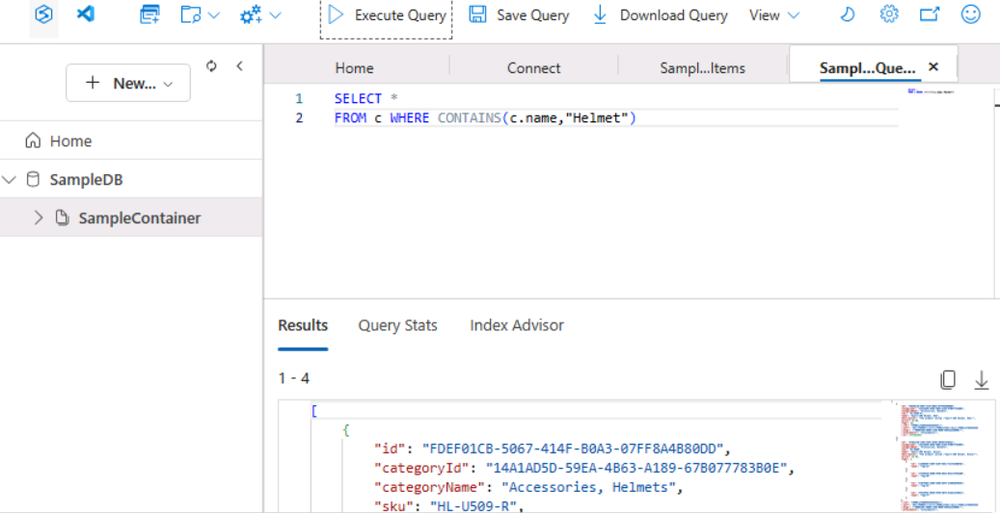 Execute Query
Save Query
Download Query
View
New...
Home
Connect
Sampl...Items
Sampl...Que...
Home
SampleDB
SampleContainer
1 SELECT *
2 FROM c WHERE CONTAINS(c.name,"Helmet")
Results
Query Stats
Index Advisor
1 - 4
[
{
"id": "FDEF01CB-5067-414F-B0A3-07FF8A4B80DD",
"categoryId": "14A1AD5D-59EA-4B63-A189-67B077783B0E",
"categoryName": "Accessories, Helmets",
"sku": "HL-U509-R",